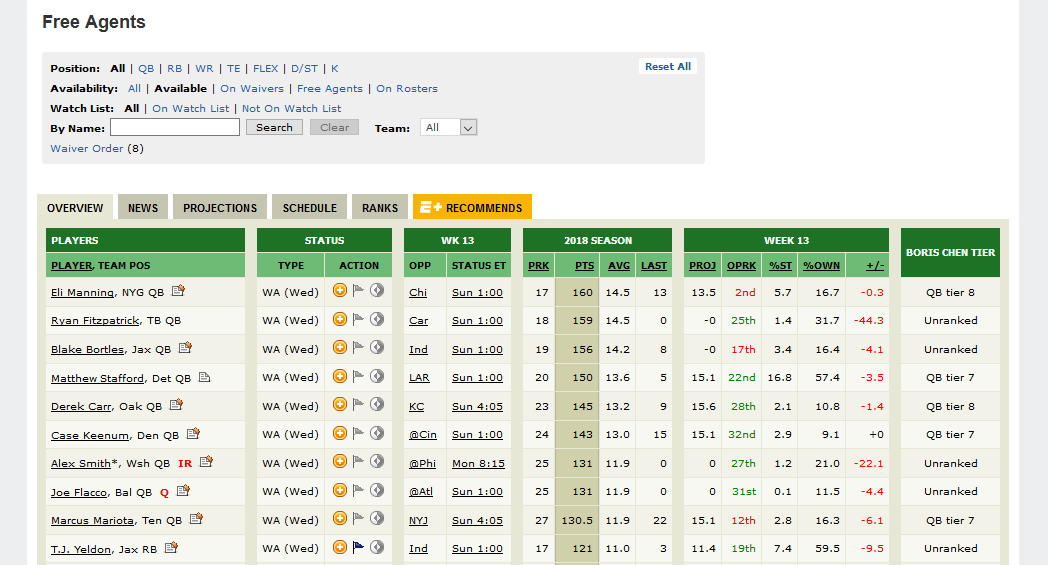 Free Agents
Position: All | QB | RB | WR | TE | FLEX | D/ST | K
Reset All
Availability: All | Available | On Waivers | Free Agents | On Rosters
Watch List: All | On Watch List | Not On Watch List
By Name: Search Clear Team: All
Waiver Order (8)
OVERVIEW NEWS PROJECTIONS SCHEDULE RANKS E+ RECOMMENDS
PLAYERS STATUS WK 13 2018 SEASON WEEK 13 BORIS CHEN TIER
PLAYER, TEAM POS TYPE ACTION OPP STATUS ET PRK PTS AVG LAST PROJ OPRK %ST %OWN +/-
Eli Manning, NYG QB WA (Wed) Chi Sun 1:00 17 160 14.5 13 13.5 2nd 5.7 16.7 -0.3 QB tier 8
Ryan Fitzpatrick, TB QB WA (Wed) Car Sun 1:00 18 159 14.5 0 -0 25th 1.4 31.7 -44.3 Unranked
Blake Bortles, Jax QB WA (Wed) Ind Sun 1:00 19 156 14.2 8 -0 17th 3.4 16.4 -4.1 Unranked
Matthew Stafford, Det QB WA (Wed) LAR Sun 1:00 20 150 13.6 5 15.1 22nd 16.8 57.4 -3.5 QB tier 7
Derek Carr, Oak QB WA (Wed) KC Sun 4:05 23 145 13.2 9 15.6 28th 2.1 10.8 -1.4 QB tier 8
Case Keenum, Den QB WA (Wed) @Cin Sun 1:00 24 143 13.0 15 15.1 32nd 2.9 9.1 +0 QB tier 7
Alex Smith*, Wsh QB IR WA (Wed) @Phi Mon 8:15 25 131 11.9 0 0 27th 1.2 21.0 -22.1 Unranked
Joe Flacco, Bal QB Q WA (Wed) @Atl Sun 1:00 25 131 11.9 0 0 31st 0.1 11.5 -4.4 Unranked
Marcus Mariota, Ten QB WA (Wed) NYJ Sun 4:05 27 130.5 11.9 22 15.1 12th 2.8 16.3 -6.1 QB tier 7
T.J. Yeldon, Jax RB WA (Wed) Ind Sun 1:00 17 121 11.0 3 11.4 19th 7.4 59.5 -9.5 Unranked